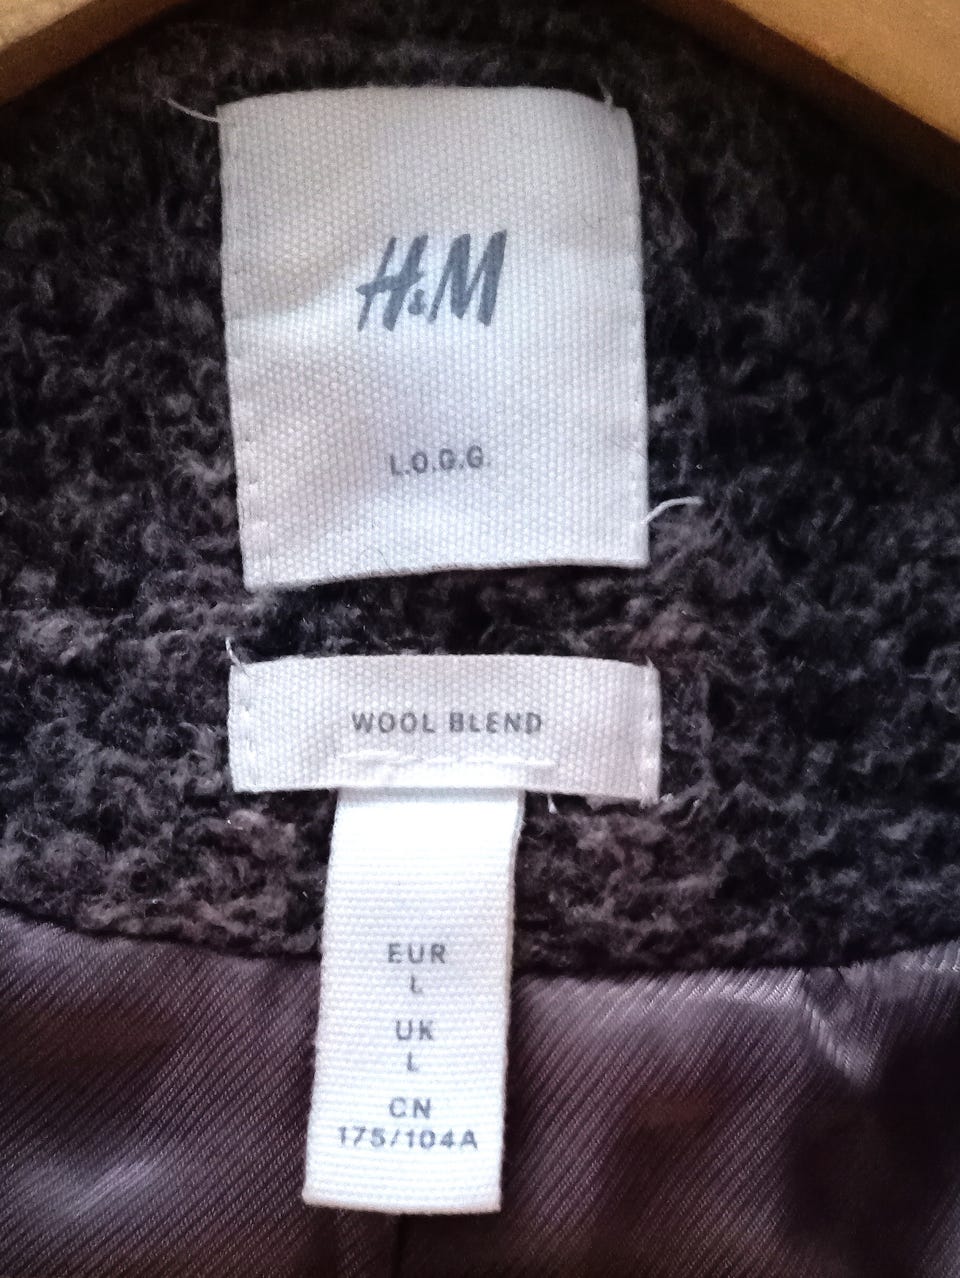 H&M
L.O.G.G.
WOOL BLEND
EUR
L
UK
L
CN
175/104A